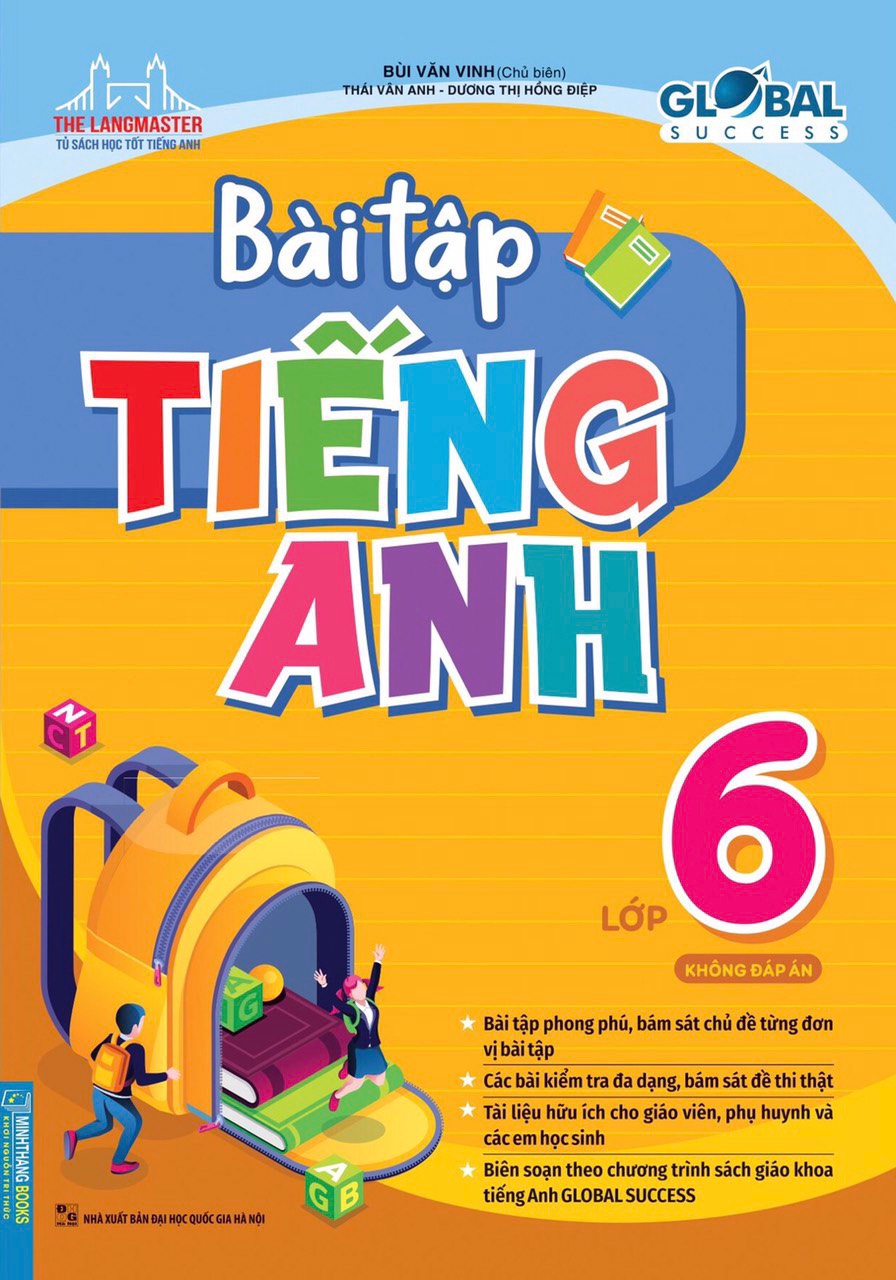 BÙI VĂN VINH (Chủ biên)
THÁI VÂN ANH - DƯƠNG THỊ HỒNG ĐIỆP
THE LANGMASTER
TỦ SÁCH HỌC TỐT TIẾNG ANH
GLOBAL
SUCCESS
Bài tập
TIẾNG
ANH
N
C T
LỚP 6
KHÔNG ĐÁP ÁN
A
G
Bài tập phong phú, bám sát chủ đề từng đơn
vị bài tập
Các bài kiểm tra đa dạng, bám sát đề thi thật
Tài liệu hữu ích cho giáo viên, phụ huynh và
các em học sinh
Biên soạn theo chương trình sách giáo khoa
tiếng Anh GLOBAL SUCCESS
A
G B
MINHTHANG BOOKS
KHƠI NGUỒN TRI THỨC
NHÀ XUẤT BẢN ĐẠI HỌC QUỐC GIA HÀ NỘI